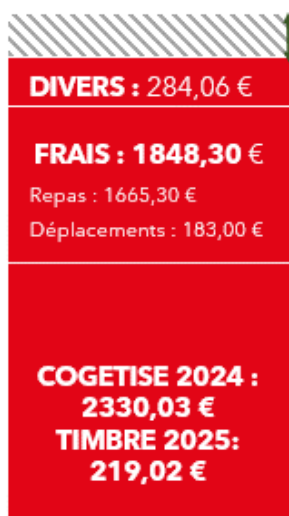 DIVERS : 284,06 €
FRAIS : 1848,30 €
Repas : 1665,30 €
Déplacements : 183,00 €
COGETISE 2024 :
2330,03 €
TIMBRE 2025:
219,02 €